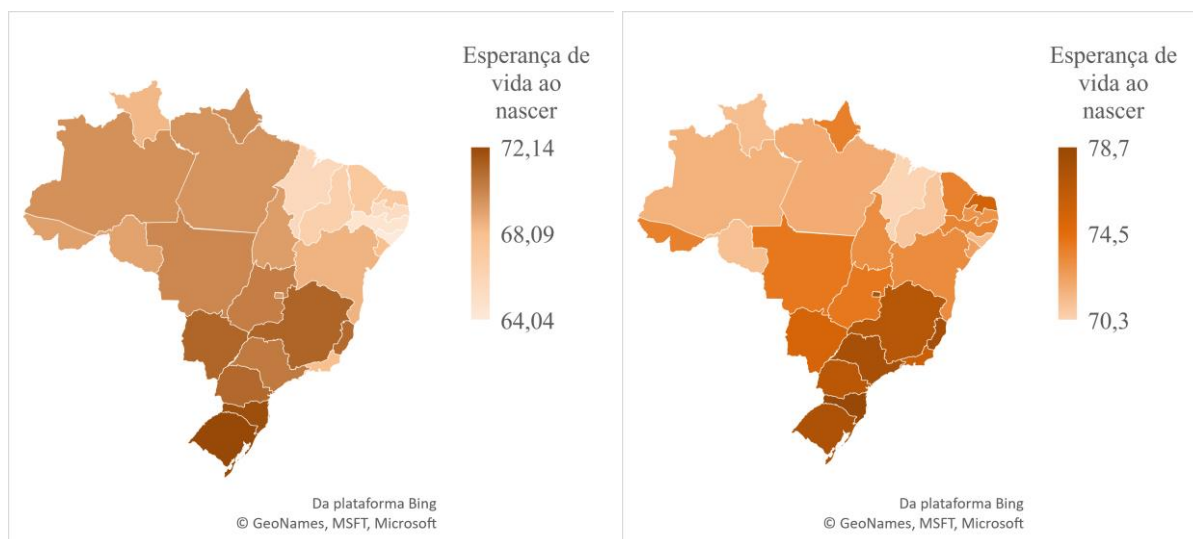 Esperança de
vida ao
nascer
72,14
68,09
64,04
Da plataforma Bing
© GeoNames, MSFT, Microsoft
Esperança de
vida ao
nascer
78,7
74,5
70,3
Da plataforma Bing
© GeoNames, MSFT, Microsoft